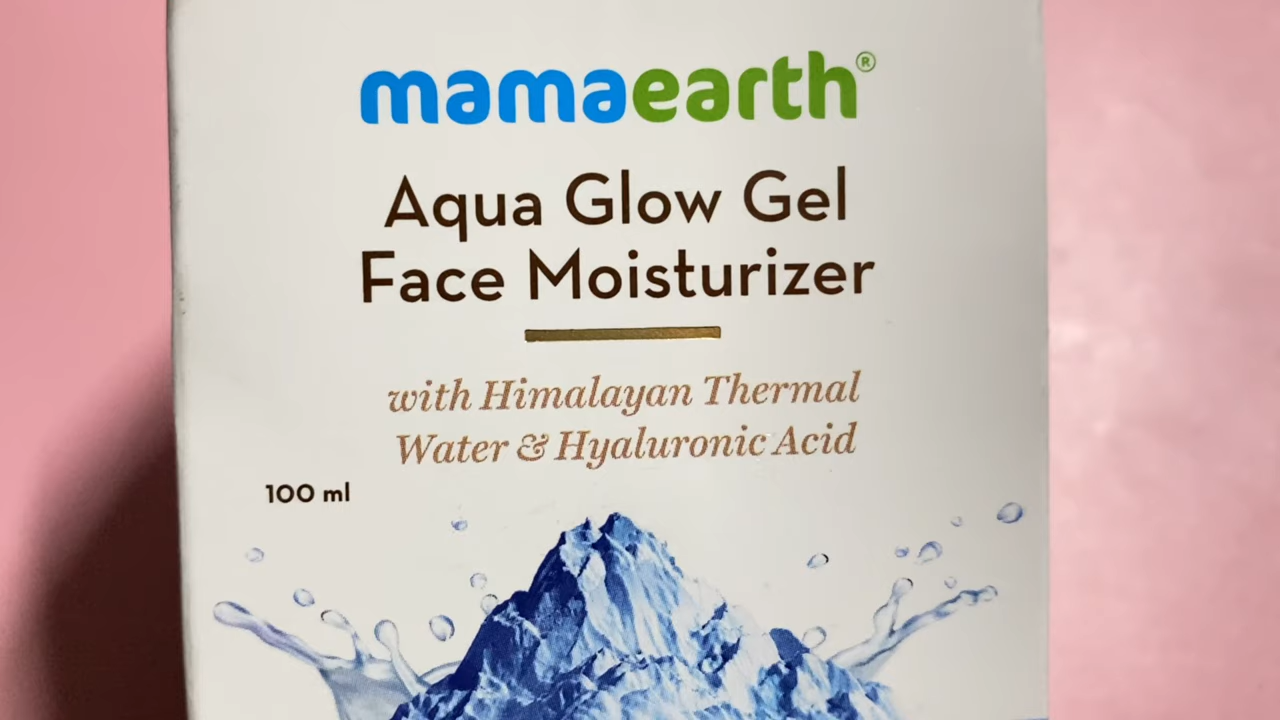 mamaearth®
Aqua Glow Gel
Face Moisturizer
with Himalayan Thermal
Water & Hyaluronic Acid
100 ml